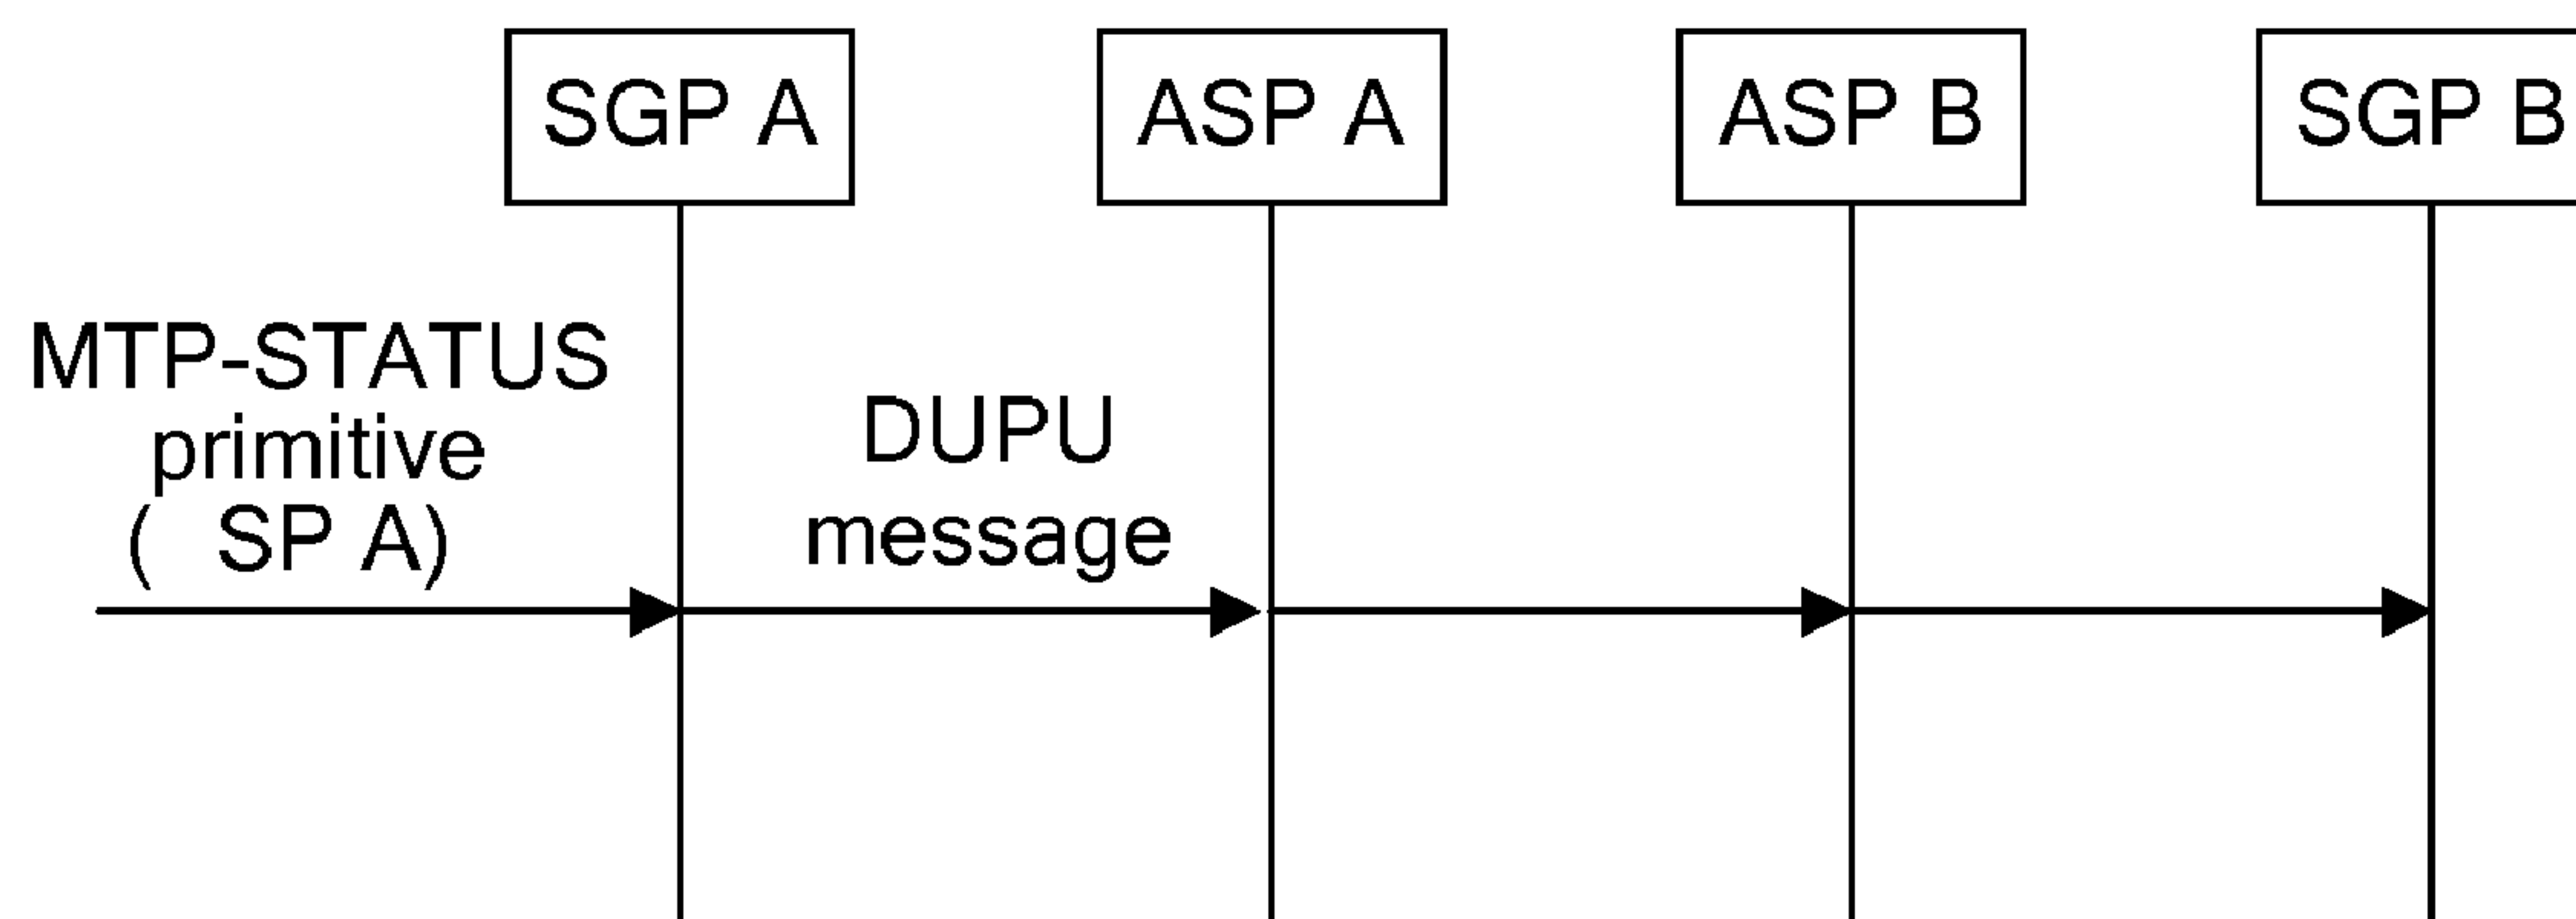 SGP A
ASP A
ASP B
SGP B
MTP-STATUS
primitive
( SP A)
DUPU
message